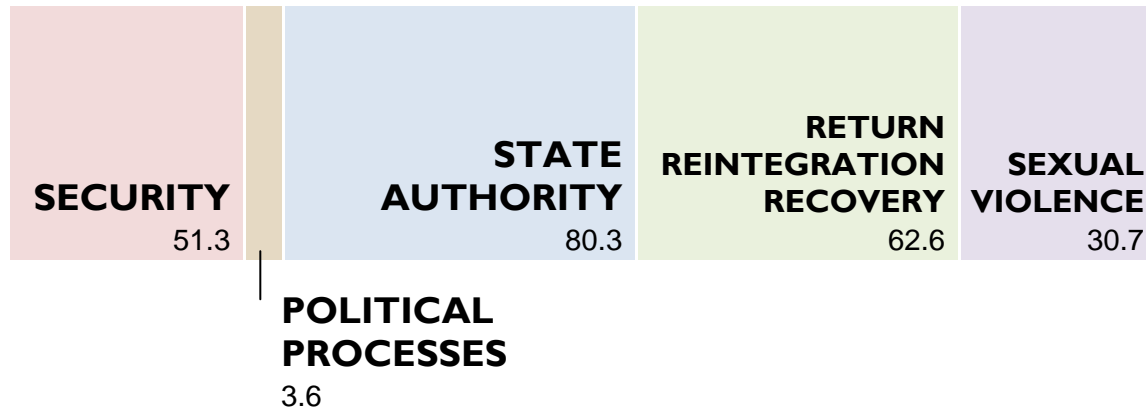 SECURITY
51.3
POLITICAL
PROCESSES
3.6
STATE
AUTHORITY
80.3
RETURN
REINTEGRATION
RECOVERY
62.6
SEXUAL
VIOLENCE
30.7